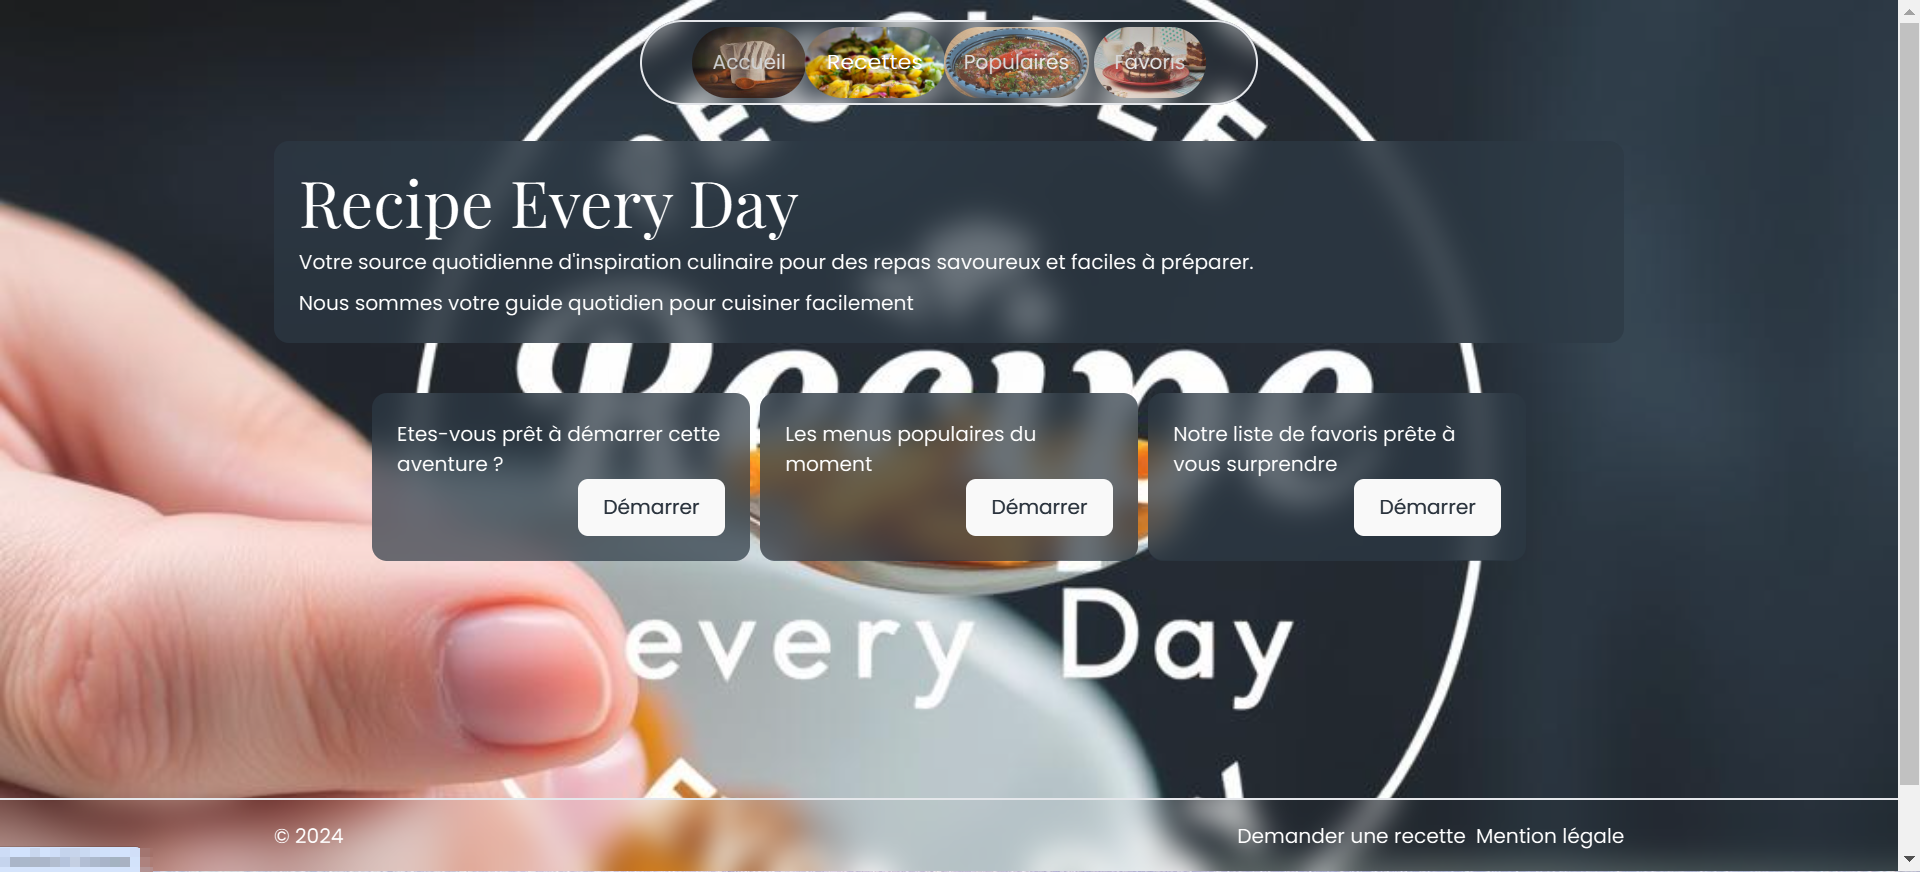 Accueil Recettes Populaires Favoris
Recipe Every Day
Votre source quotidienne d'inspiration culinaire pour des repas savoureux et faciles à préparer.
Nous sommes votre guide quotidien pour cuisiner facilement
Recipe
Etes-vous prêt à démarrer cette
aventure ?
Démarrer
Les menus populaires du
moment
Démarrer
Notre liste de favoris prête à
vous surprendre
Démarrer
every Day
© 2024
Demander une recette Mention légale